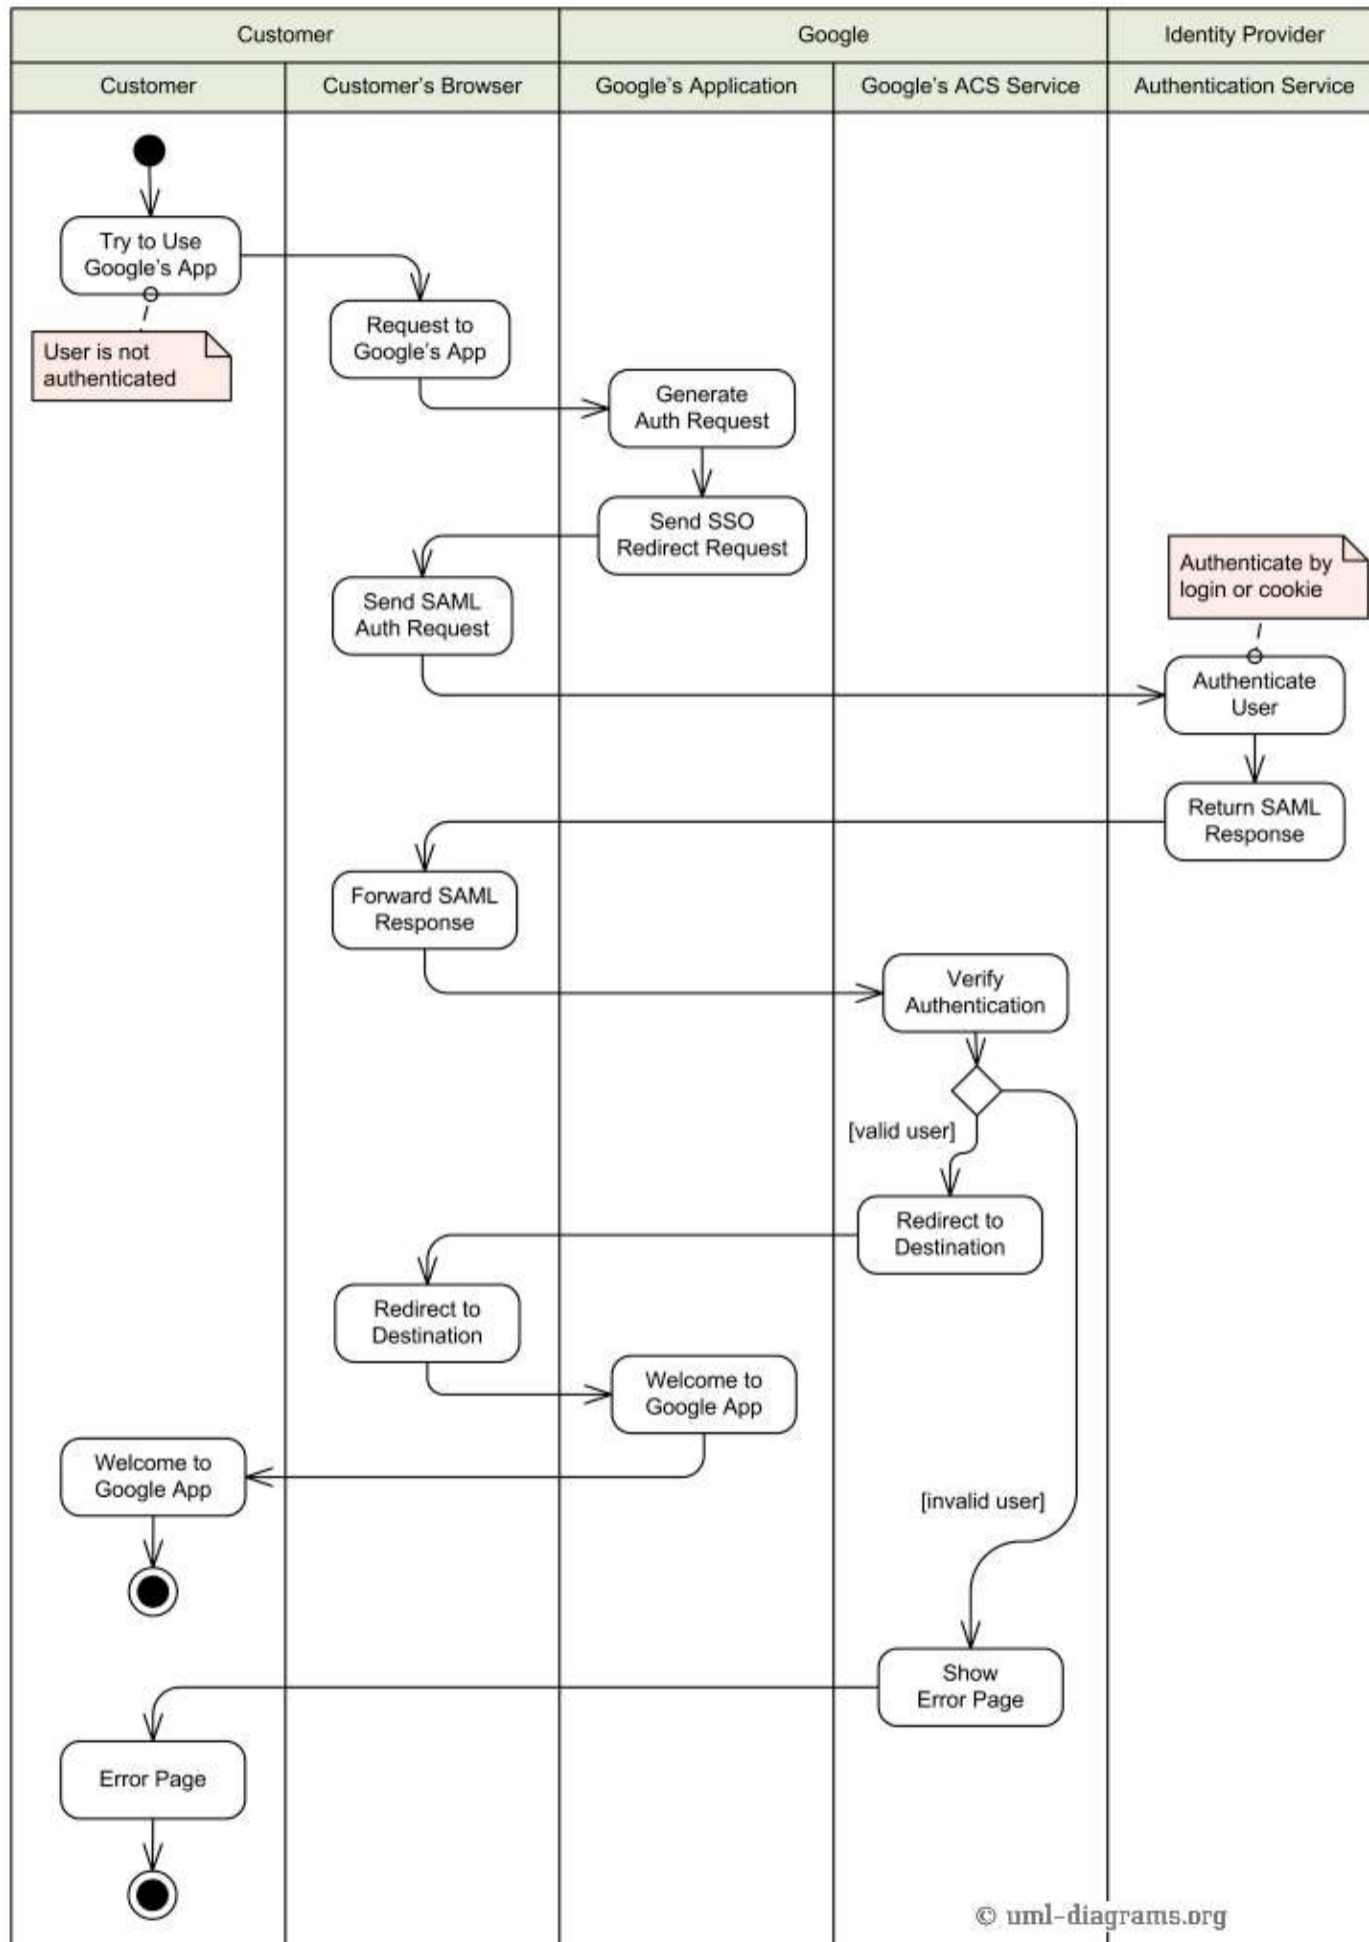 Customer
Google
Identity Provider
Customer
Customer's Browser
Google's Application
Google's ACS Service
Authentication Service
Try to Use
Google's App
User is not
authenticated
Request to
Google's App
Generate
Auth Request
Send SSO
Redirect Request
Send SAML
Auth Request
Authenticate by
login or cookie
Authenticate
User
Return SAML
Response
Forward SAML
Response
Verify
Authentication
[valid user]
Redirect to
Destination
Redirect to
Destination
Welcome to
Google App
Welcome to
Google App
[invalid user]
Show
Error Page
Error Page
© uml-diagrams.org